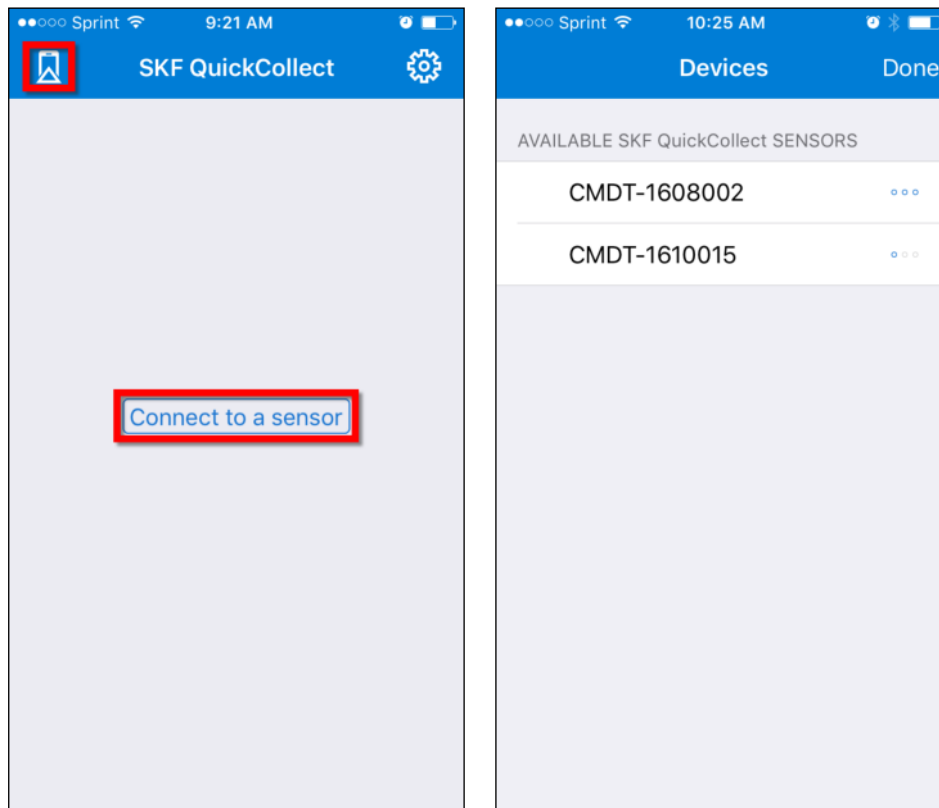 Sprint 9:21 AM
SKF QuickCollect
Connect to a sensor
Sprint 10:25 AM
Devices Done
AVAILABLE SKF QuickCollect SENSORS
CMDT-1608002
CMDT-1610015